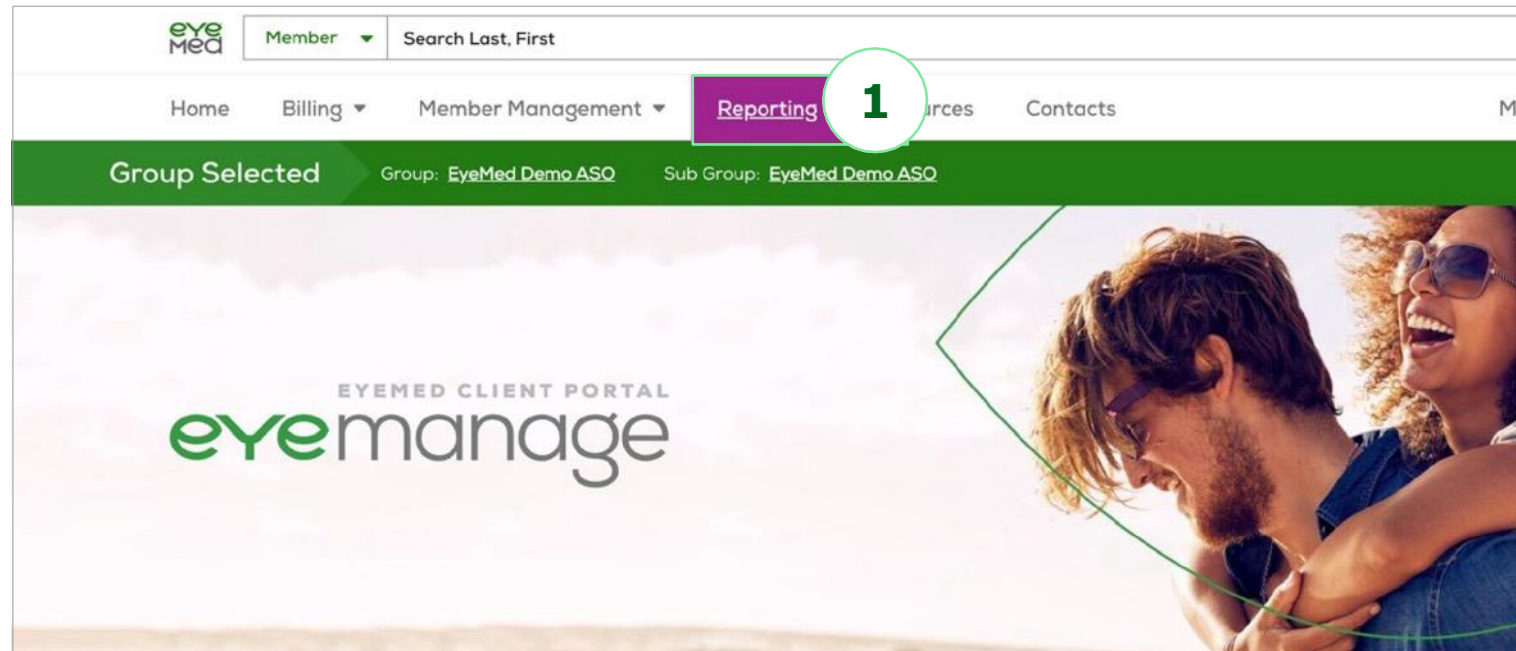 eye
med
Member Search Last, First
Home Billing Member Management Reporting 1 Contacts
Group Selected Group: EyeMed Demo ASO Sub Group: EyeMed Demo ASO
EYEMED CLIENT PORTAL
eyemanage